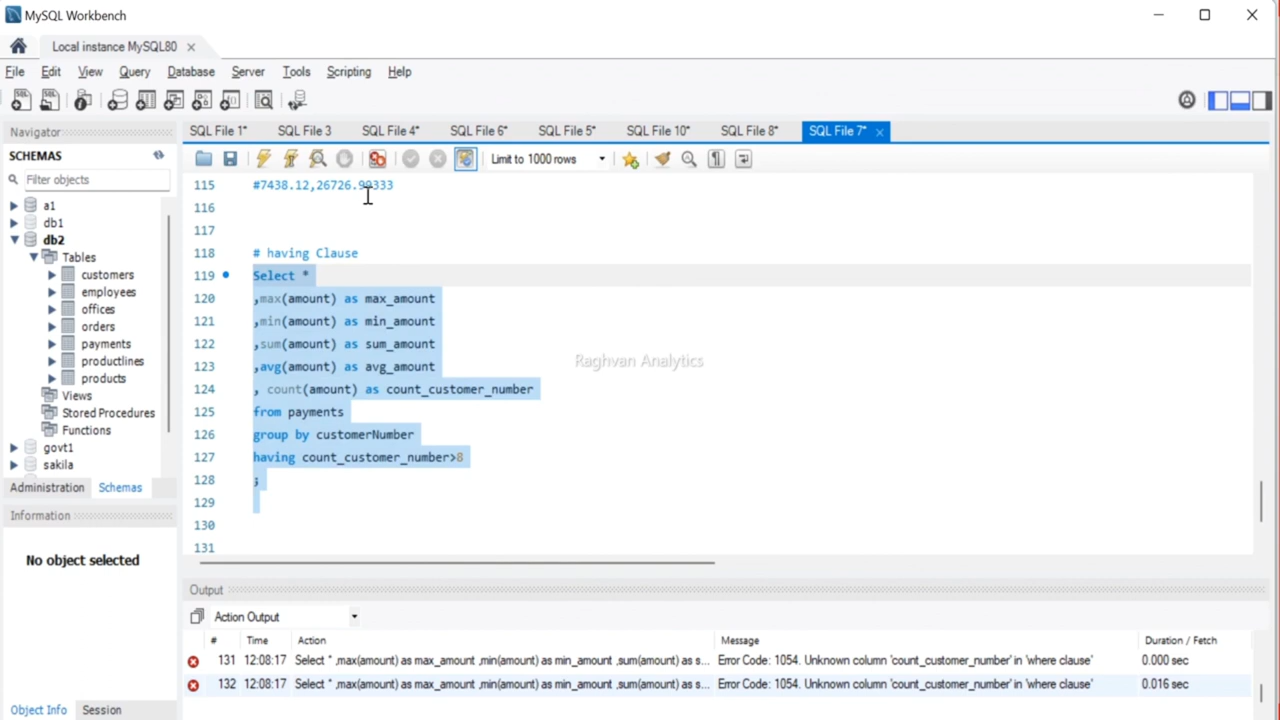 MySQL Workbench
Local instance MySQL80
File Edit View Query Database Server Tools Scripting Help
Navigator
SCHEMAS
Filter objects
a1
db1
db2
Tables
customers
employees
offices
orders
payments
productlines
products
Views
Stored Procedures
Functions
govt1
sakila
Administration Schemas
Information
No object selected
Object Info Session
SQL File 1* SQL File 3 SQL File 4* SQL File 6* SQL File 5* SQL File 10* SQL File 8* SQL File 7*
Limit to 1000 rows
115 #7438.12,26726.99333
116
117
118 # having Clause
119 Select *
120 ,max(amount) as max_amount
121 ,min(amount) as min_amount
122 ,sum(amount) as sum_amount
123 ,avg(amount) as avg_amount
124 , count(amount) as count_customer_number
125 from payments
126 group by customerNumber
127 having count_customer_number>8
128 ;
129
130
131
Raghvan Analytics
Output
Action Output
# Time Action Message Duration / Fetch
131 12:08:17 Select * ,max(amount) as max_amount ,min(amount) as min_amount ,sum(amount) as s... Error Code: 1054. Unknown column 'count_customer_number' in 'where clause' 0.000 sec
132 12:08:17 Select * ,max(amount) as max_amount ,min(amount) as min_amount ,sum(amount) as s... Error Code: 1054. Unknown column 'count_customer_number' in 'where clause' 0.016 sec